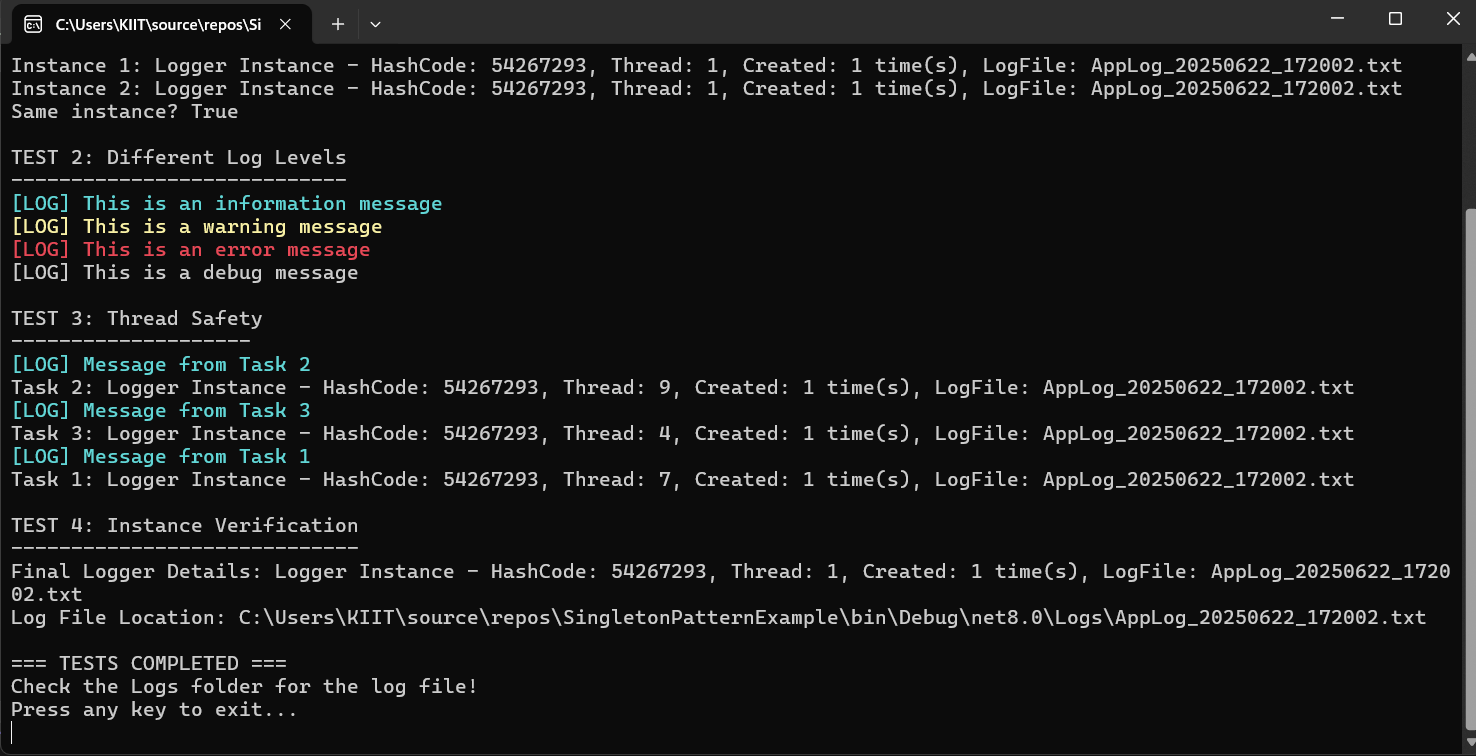 C:\Users\KIIT\source\repos\Si
Instance 1: Logger Instance - HashCode: 54267293, Thread: 1, Created: 1 time(s), LogFile: AppLog_20250622_172002.txt
Instance 2: Logger Instance - HashCode: 54267293, Thread: 1, Created: 1 time(s), LogFile: AppLog_20250622_172002.txt
Same instance? True
TEST 2: Different Log Levels
----------------------------
[LOG] This is an information message
[LOG] This is a warning message
[LOG] This is an error message
[LOG] This is a debug message
TEST 3: Thread Safety
--------------------
[LOG] Message from Task 2
Task 2: Logger Instance - HashCode: 54267293, Thread: 9, Created: 1 time(s), LogFile: AppLog_20250622_172002.txt
[LOG] Message from Task 3
Task 3: Logger Instance - HashCode: 54267293, Thread: 4, Created: 1 time(s), LogFile: AppLog_20250622_172002.txt
[LOG] Message from Task 1
Task 1: Logger Instance - HashCode: 54267293, Thread: 7, Created: 1 time(s), LogFile: AppLog_20250622_172002.txt
TEST 4: Instance Verification
-----------------------------
Final Logger Details: Logger Instance - HashCode: 54267293, Thread: 1, Created: 1 time(s), LogFile: AppLog_20250622_1720
02.txt
Log File Location: C:\Users\KIIT\source\repos\SingletonPatternExample\bin\Debug\net8.0\Logs\AppLog_20250622_172002.txt
=== TESTS COMPLETED ===
Check the Logs folder for the log file!
Press any key to exit...